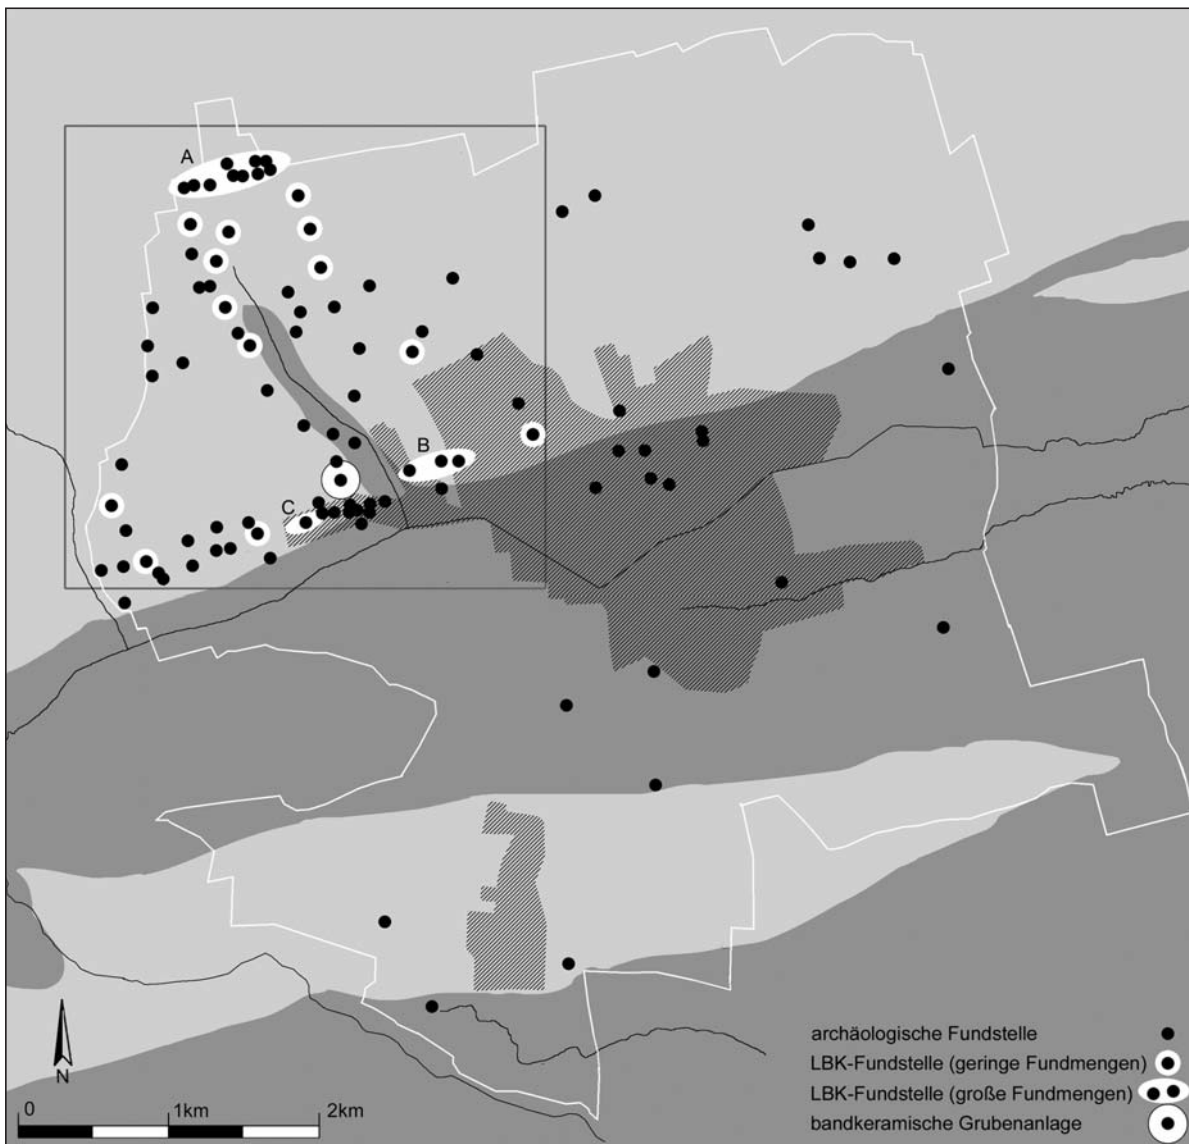 A
B
C
N
0 1km 2km
archäologische Fundstelle
LBK-Fundstelle (geringe Fundmengen)
LBK-Fundstelle (große Fundmengen)
bandkeramische Grubenanlage